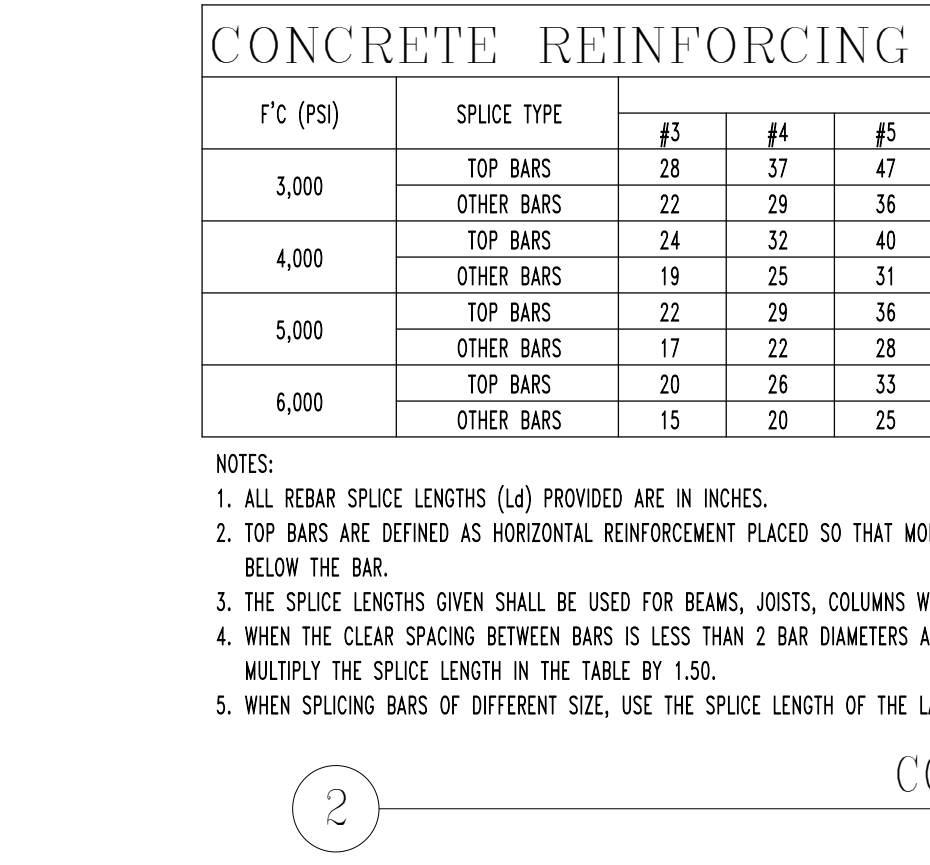 CONCRETE REINFORCING
F'C (PSI) SPLICE TYPE
#3 #4 #5
3,000 TOP BARS 28 37 47
OTHER BARS 22 29 36
4,000 TOP BARS 24 32 40
OTHER BARS 19 25 31
5,000 TOP BARS 22 29 36
OTHER BARS 17 22 28
6,000 TOP BARS 20 26 33
OTHER BARS 15 20 25
NOTES:
1. ALL REBAR SPLICE LENGTHS (Ld) PROVIDED ARE IN INCHES.
2. TOP BARS ARE DEFINED AS HORIZONTAL REINFORCEMENT PLACED SO THAT
BELOW THE BAR.
3. THE SPLICE LENGTHS GIVEN SHALL BE USED FOR BEAMS, JOISTS, COLUMNS
4. WHEN THE CLEAR SPACING BETWEEN BARS IS LESS THAN 2 BAR DIAMETERS
MULTIPLY THE SPLICE LENGTH IN THE TABLE BY 1.50.
5. WHEN SPLICING BARS OF DIFFERENT SIZE, USE THE SPLICE LENGTH OF THE
2